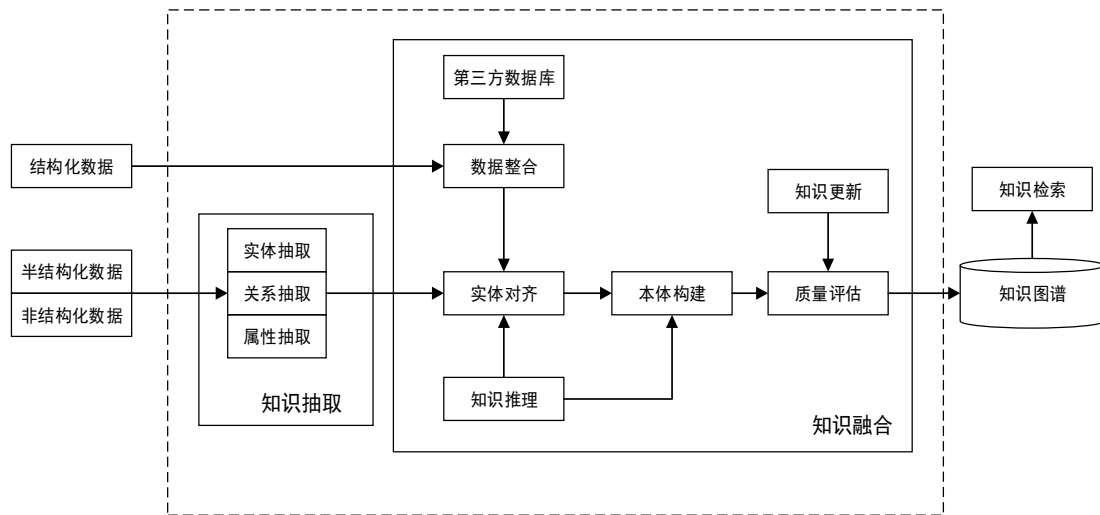 第三方数据库
结构化数据
数据整合
知识更新
知识检索
半结构化数据
非结构化数据
实体抽取
关系抽取
属性抽取
知识抽取
实体对齐
本体构建
质量评估
知识图谱
知识推理
知识融合